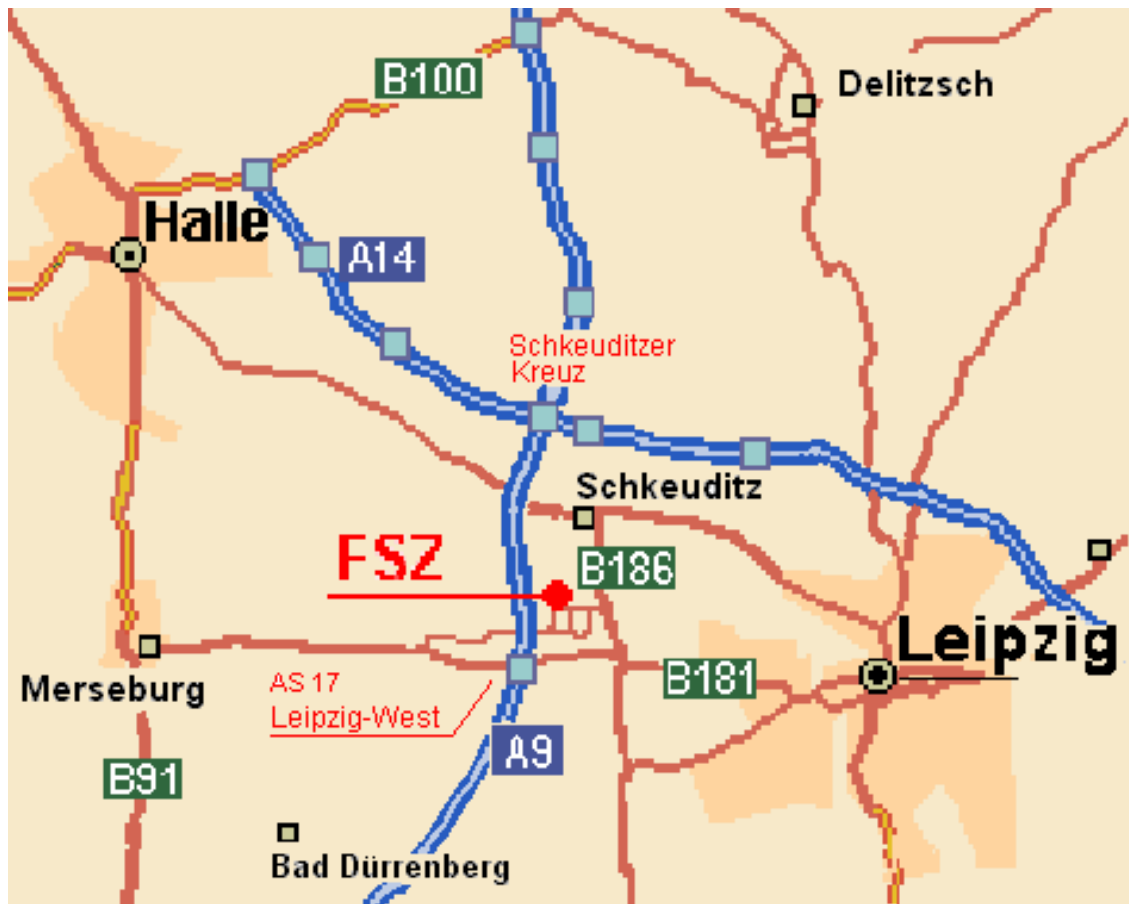 B100
Delitzsch
Halle
A14
Schkeuditzer
Kreuz
Schkeuditz
FSZ
B186
Leipzig
Merseburg
AS 17
Leipzig-West
B181
A9
B91
Bad Dürrenberg